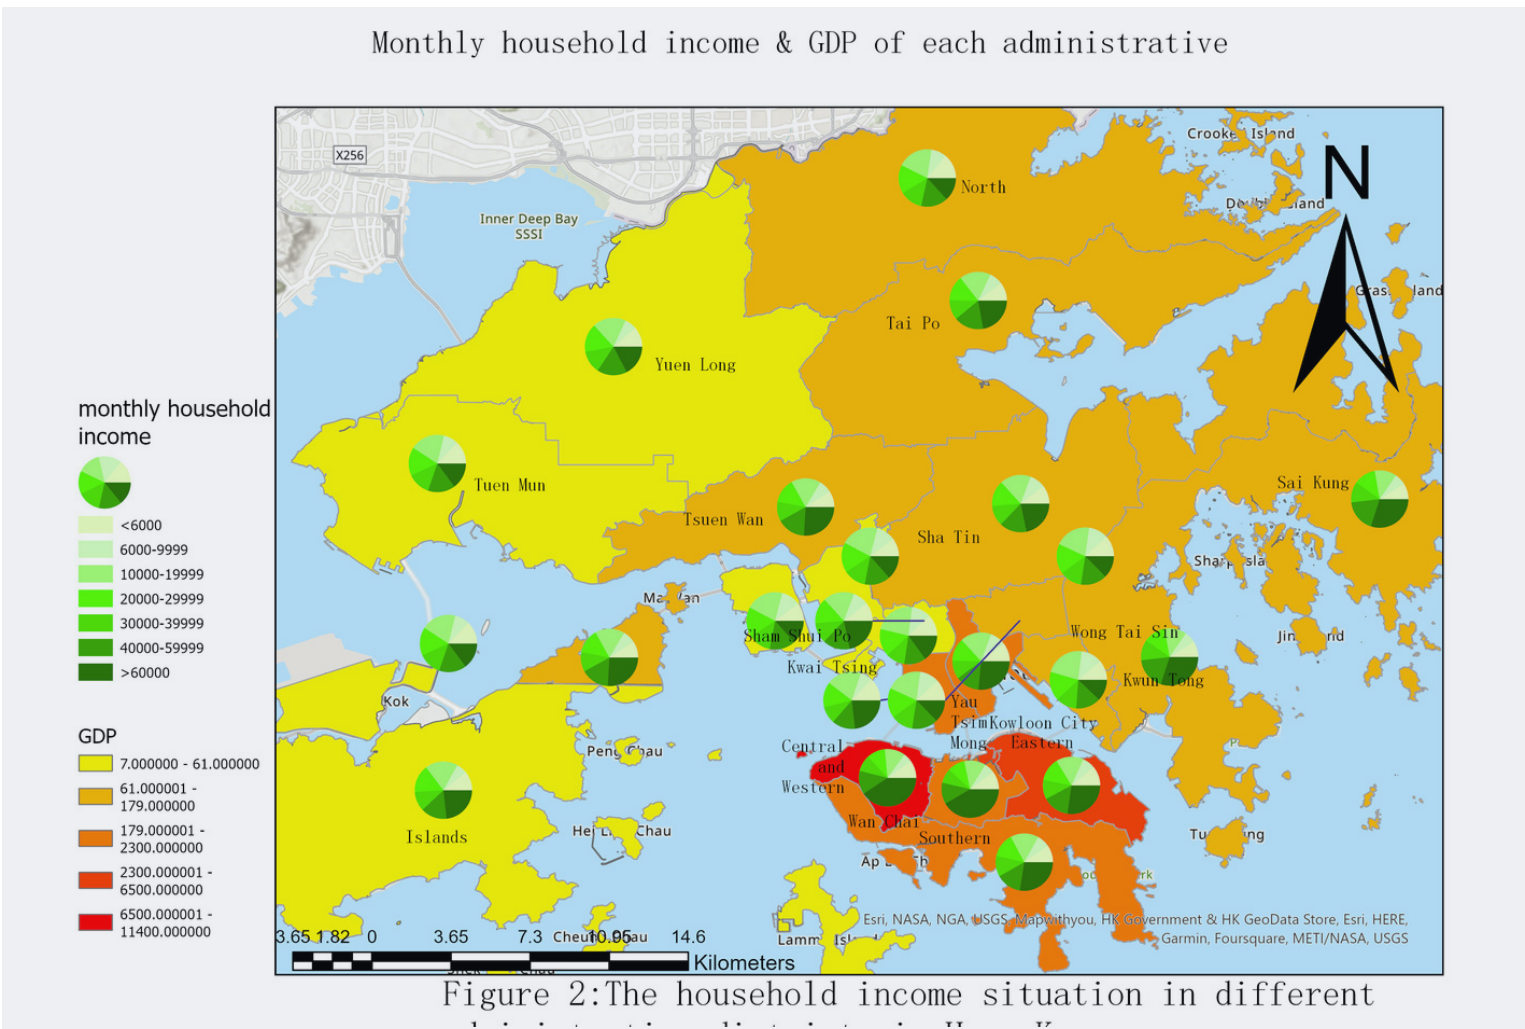 Monthly household income & GDP of each administrative
X256
Inner Deep Bay
SSSI
North
Tai Po
Yuen Long
Tuen Mun
Tsuen Wan
Sha Tin
Sai Kung
N
Sham Shui Po
Kwai Tsing
Wong Tai Sin
Kwun Tong
Yau
Tsim
Mong
Kowloon City
Eastern
Central
and
Western
Wan Chai
Southern
Islands
Kok
monthly household
income
<6000
6000-9999
10000-19999
20000-29999
30000-39999
40000-59999
>60000
GDP
7.000000 - 61.000000
61.000001 -
179.000000
179.000001 -
2300.000000
2300.000001 -
6500.000000
6500.000001 -
11400.000000
Esri, NASA, NGA, USGS, Mapwithyou, HK Government & HK GeoData Store, Esri, HERE,
Garmin, Foursquare, METI/NASA, USGS
3.65 1.82 0 3.65 7.3 10.95 14.6
Kilometers
Figure 2:The household income situation in different